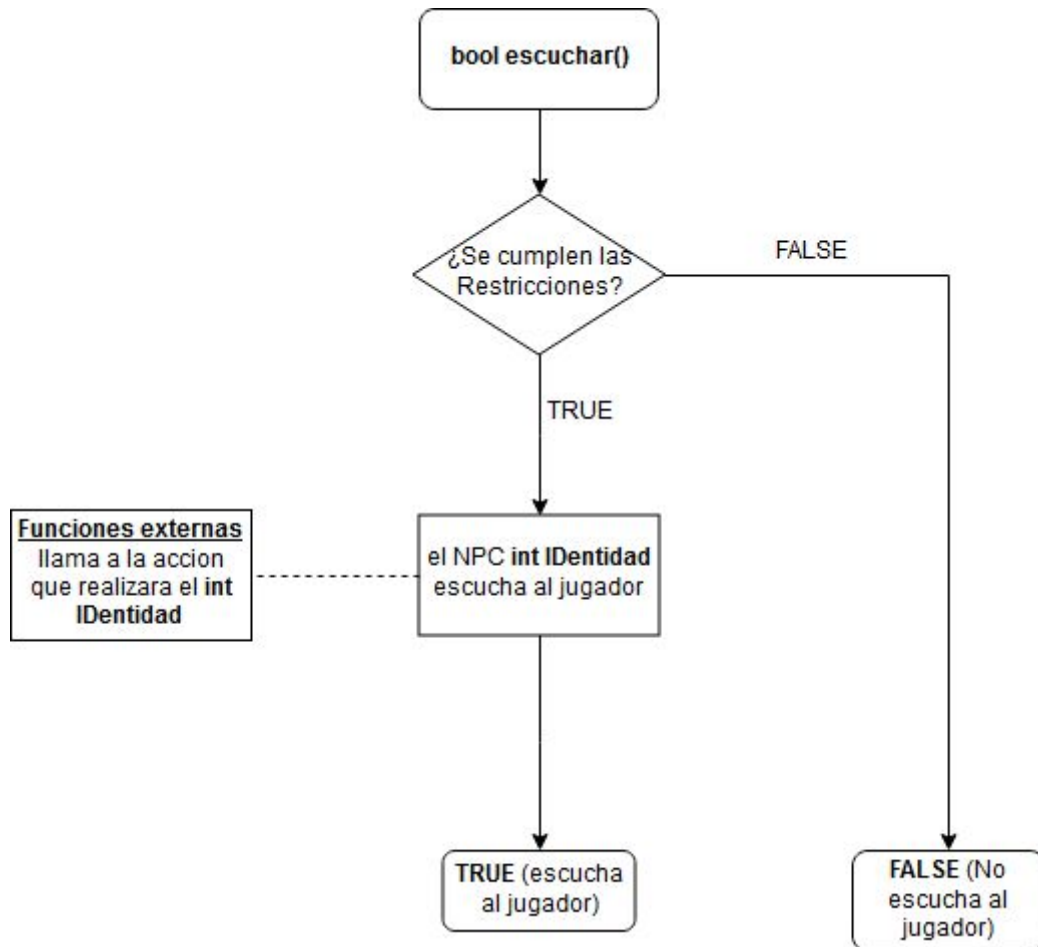 bool escuchar()
¿Se cumplen las
Restricciones?
FALSE
TRUE
Funciones externas
llama a la accion
que realizara el int
IDentidad
el NPC int IDentidad
escucha al jugador
TRUE (escucha
al jugador)
FALSE (No
escucha al
jugador)